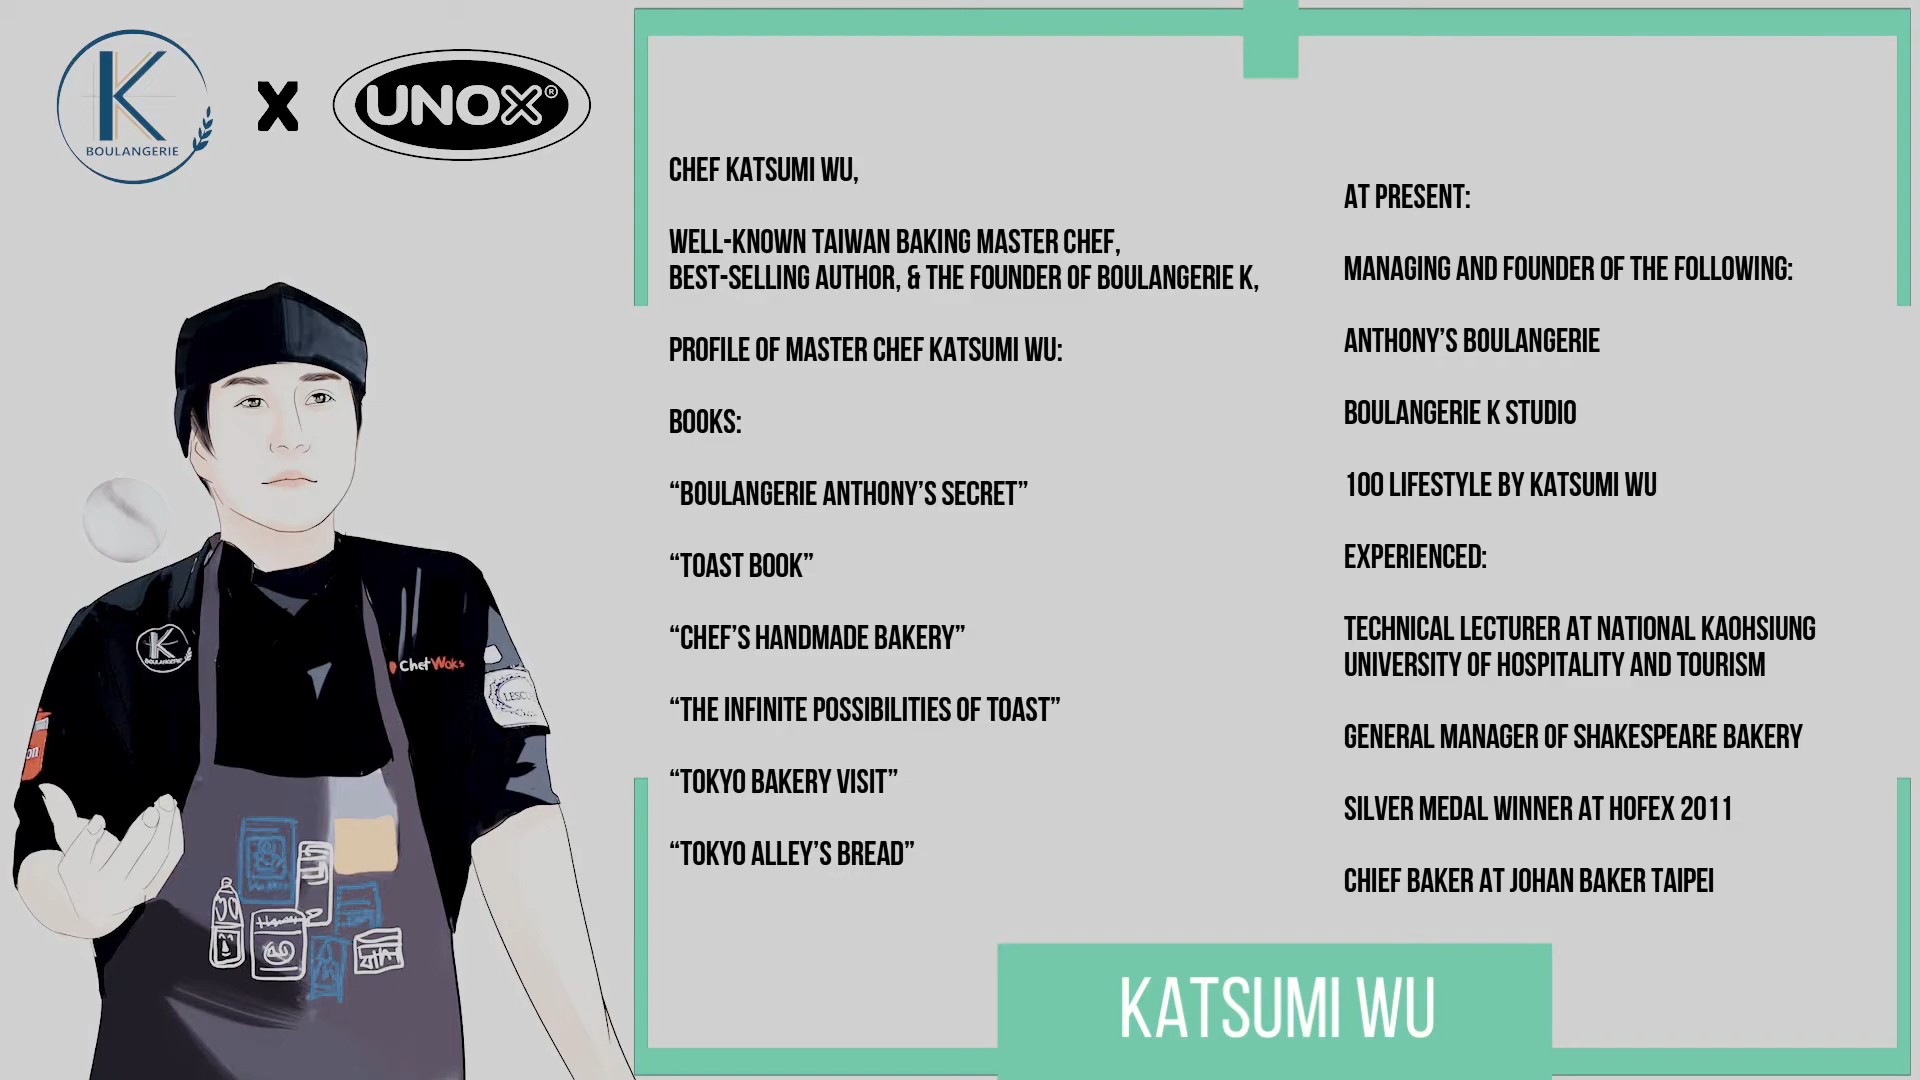 K
BOULANGERIE
X
UNOX®
CHEF KATSUMI WU,
WELL-KNOWN TAIWAN BAKING MASTER CHEF,
BEST-SELLING AUTHOR, & THE FOUNDER OF BOULANGERIE K,
PROFILE OF MASTER CHEF KATSUMI WU:
BOOKS:
“BOULANGERIE ANTHONY’S SECRET”
“TOAST BOOK”
“CHEF’S HANDMADE BAKERY”
“THE INFINITE POSSIBILITIES OF TOAST”
“TOKYO BAKERY VISIT”
“TOKYO ALLEY’S BREAD”
AT PRESENT:
MANAGING AND FOUNDER OF THE FOLLOWING:
ANTHONY’S BOULANGERIE
BOULANGERIE K STUDIO
100 LIFESTYLE BY KATSUMI WU
EXPERIENCED:
TECHNICAL LECTURER AT NATIONAL KAOHSIUNG
UNIVERSITY OF HOSPITALITY AND TOURISM
GENERAL MANAGER OF SHAKESPEARE BAKERY
SILVER MEDAL WINNER AT HOFEX 2011
CHIEF BAKER AT JOHAN BAKER TAIPEI
K
BOULANGERIE
Chef Woks
KATSUMI WU